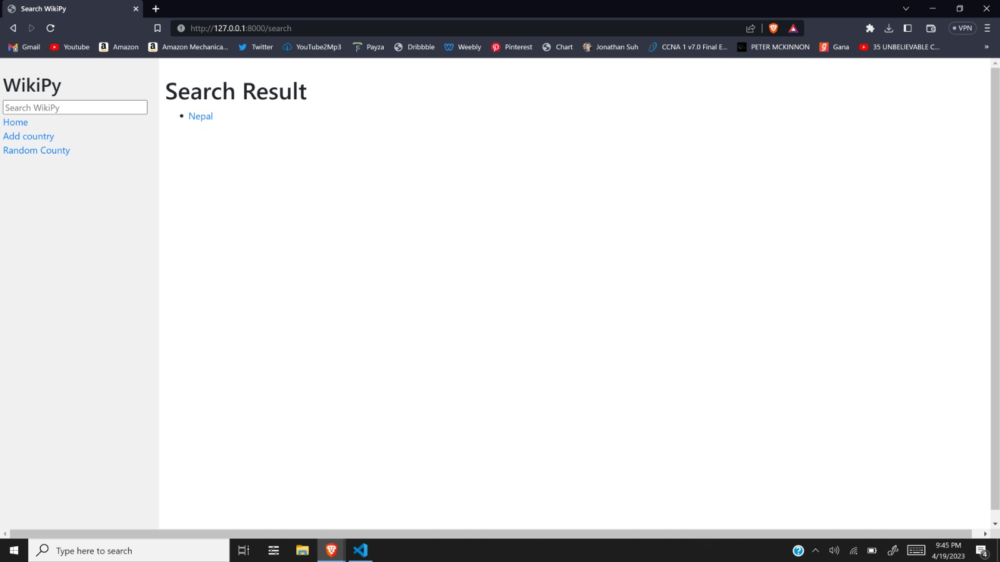 Search WikiPy
http://127.0.0.1:8000/search
VPN
Gmail Youtube Amazon Amazon Mechanica... Twitter YouTube2Mp3 Payza Dribbble Weebly Pinterest Chart Jonathan Suh CCNA 1 v7.0 Final E... PETER MCKINNON Gana 35 UNBELIEVABLE C... »
WikiPy
Search WikiPy
Home
Add country
Random County
Search Result
Nepal
Type here to search
9:45 PM
4/19/2023
4